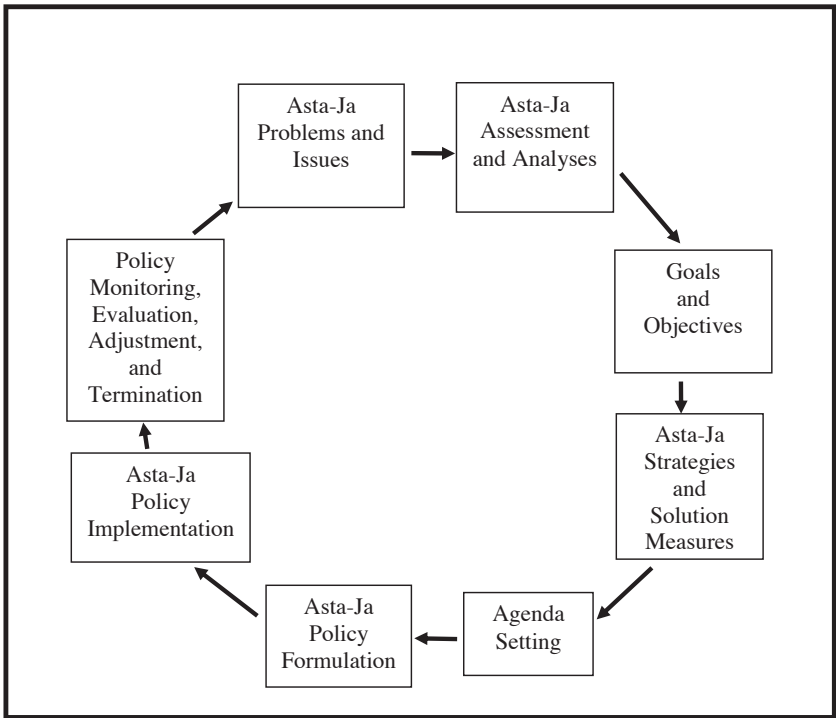 Asta-Ja
Problems and
Issues
Asta-Ja
Assessment
and Analyses
Goals
and
Objectives
Asta-Ja
Strategies
and
Solution
Measures
Agenda
Setting
Asta-Ja
Policy
Formulation
Asta-Ja
Policy
Implementation
Policy
Monitoring,
Evaluation,
Adjustment,
and
Termination